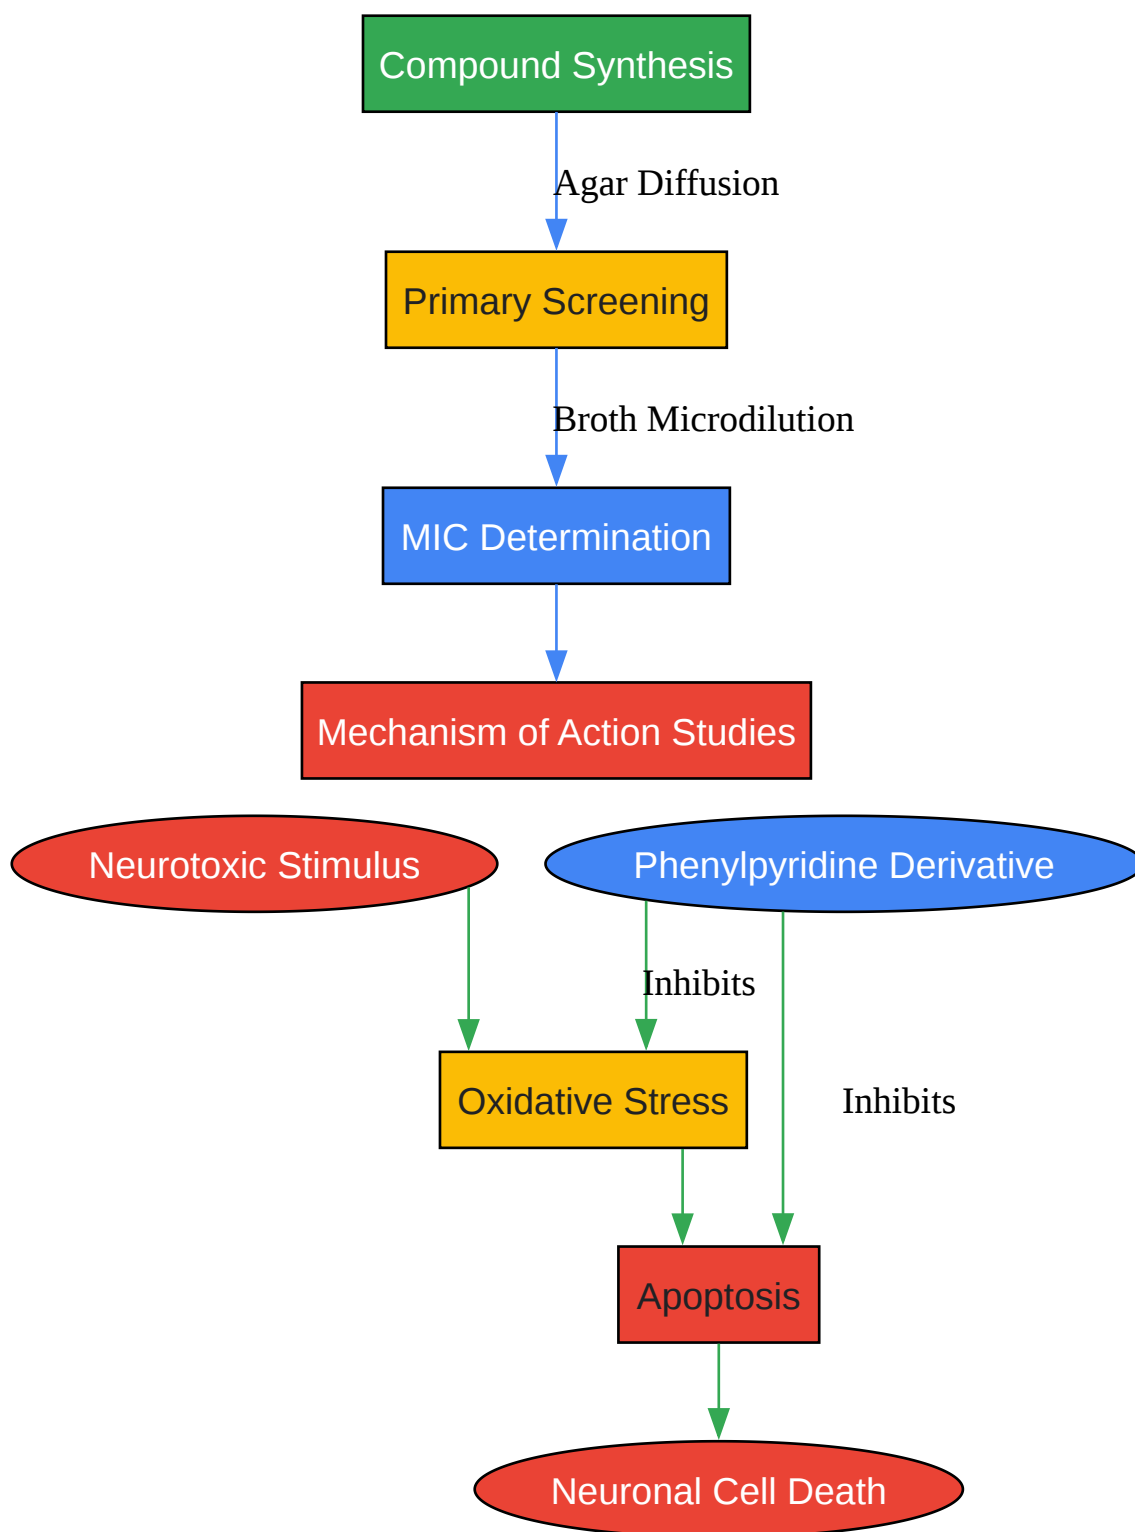 Compound Synthesis
Agar Diffusion
Primary Screening
Broth Microdilution
MIC Determination
Mechanism of Action Studies
Neurotoxic Stimulus
Phenylpyridine Derivative
Inhibits
Oxidative Stress
Inhibits
Apoptosis
Neuronal Cell Death